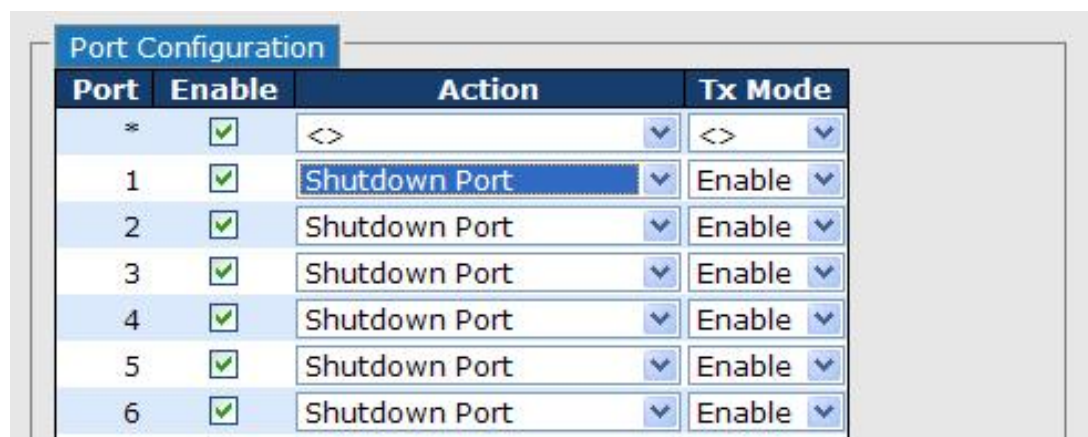 Port Configuration
Port Enable Action Tx Mode
* <> <>
1 Shutdown Port Enable
2 Shutdown Port Enable
3 Shutdown Port Enable
4 Shutdown Port Enable
5 Shutdown Port Enable
6 Shutdown Port Enable